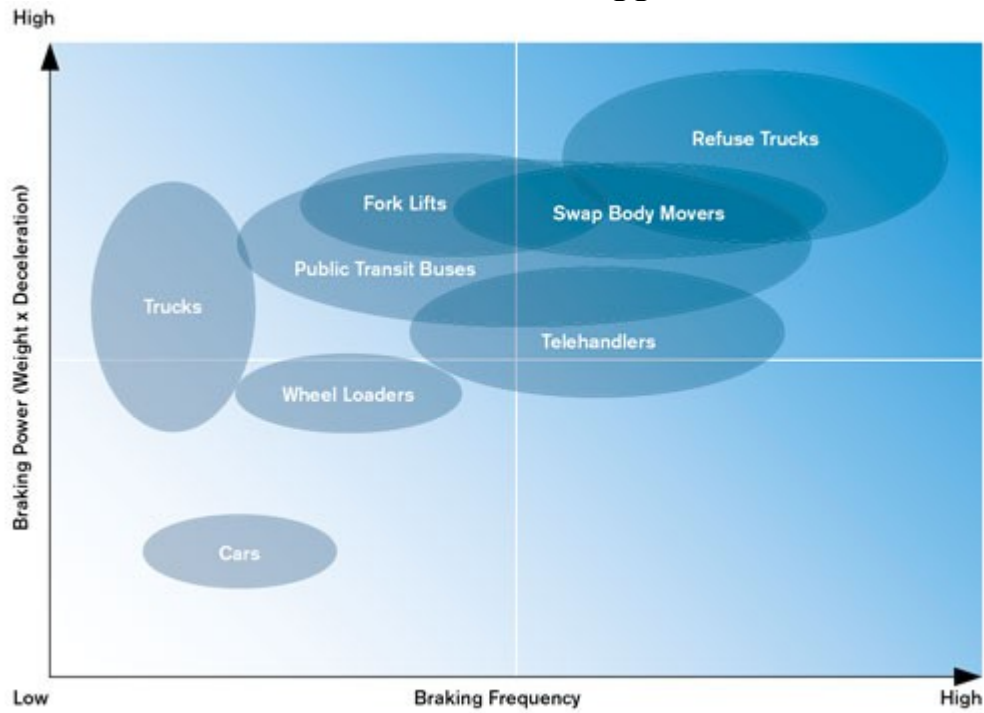 High
Refuse Trucks
Fork Lifts
Swap Body Movers
Public Transit Buses
Trucks
Telehandlers
Wheel Loaders
Cars
Braking Power (Weight x Deceleration)
Low
Braking Frequency
High